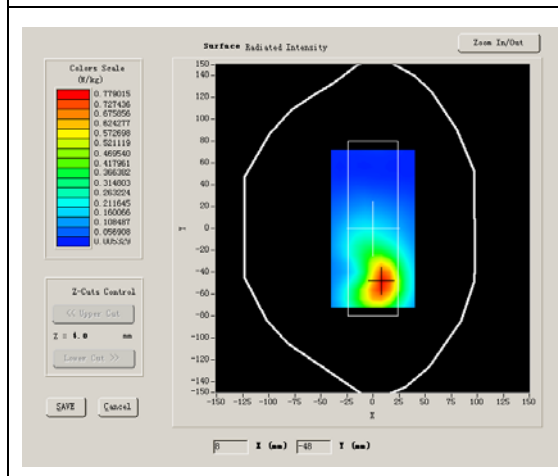 Surface Radiated Intensity
Zoom In/Out
Colors Scale
(W/kg)
0.779015
0.727436
0.675856
0.624277
0.572698
0.521119
0.469540
0.417961
0.366382
0.314803
0.263224
0.211645
0.160066
0.108487
0.056908
0.005329
Z-Cuts Control
<< Upper Cut
Z = 4.0 mm
Lower Cut >>
SAVE Cancel
150
140
120
100
80
60
40
20
0
-20
-40
-60
-80
-100
-120
-140
-150
Y
-150 -125 -100 -75 -50 -25 0 25 50 75 100 125 150
X
8 X (mm) -48 Y (mm)